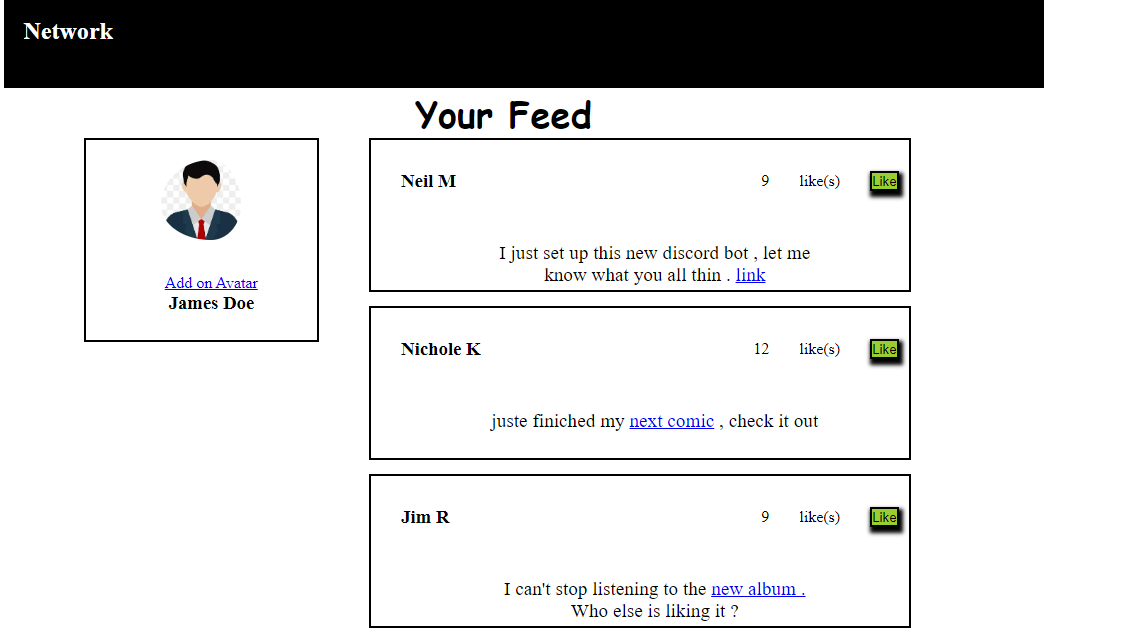 Network
Your Feed
Add on Avatar
James Doe
Neil M 9 like(s) Like
I just set up this new discord bot , let me
know what you all thin . link
Nichole K 12 like(s) Like
juste finiched my next comic , check it out
Jim R 9 like(s) Like
I can't stop listening to the new album .
Who else is liking it ?